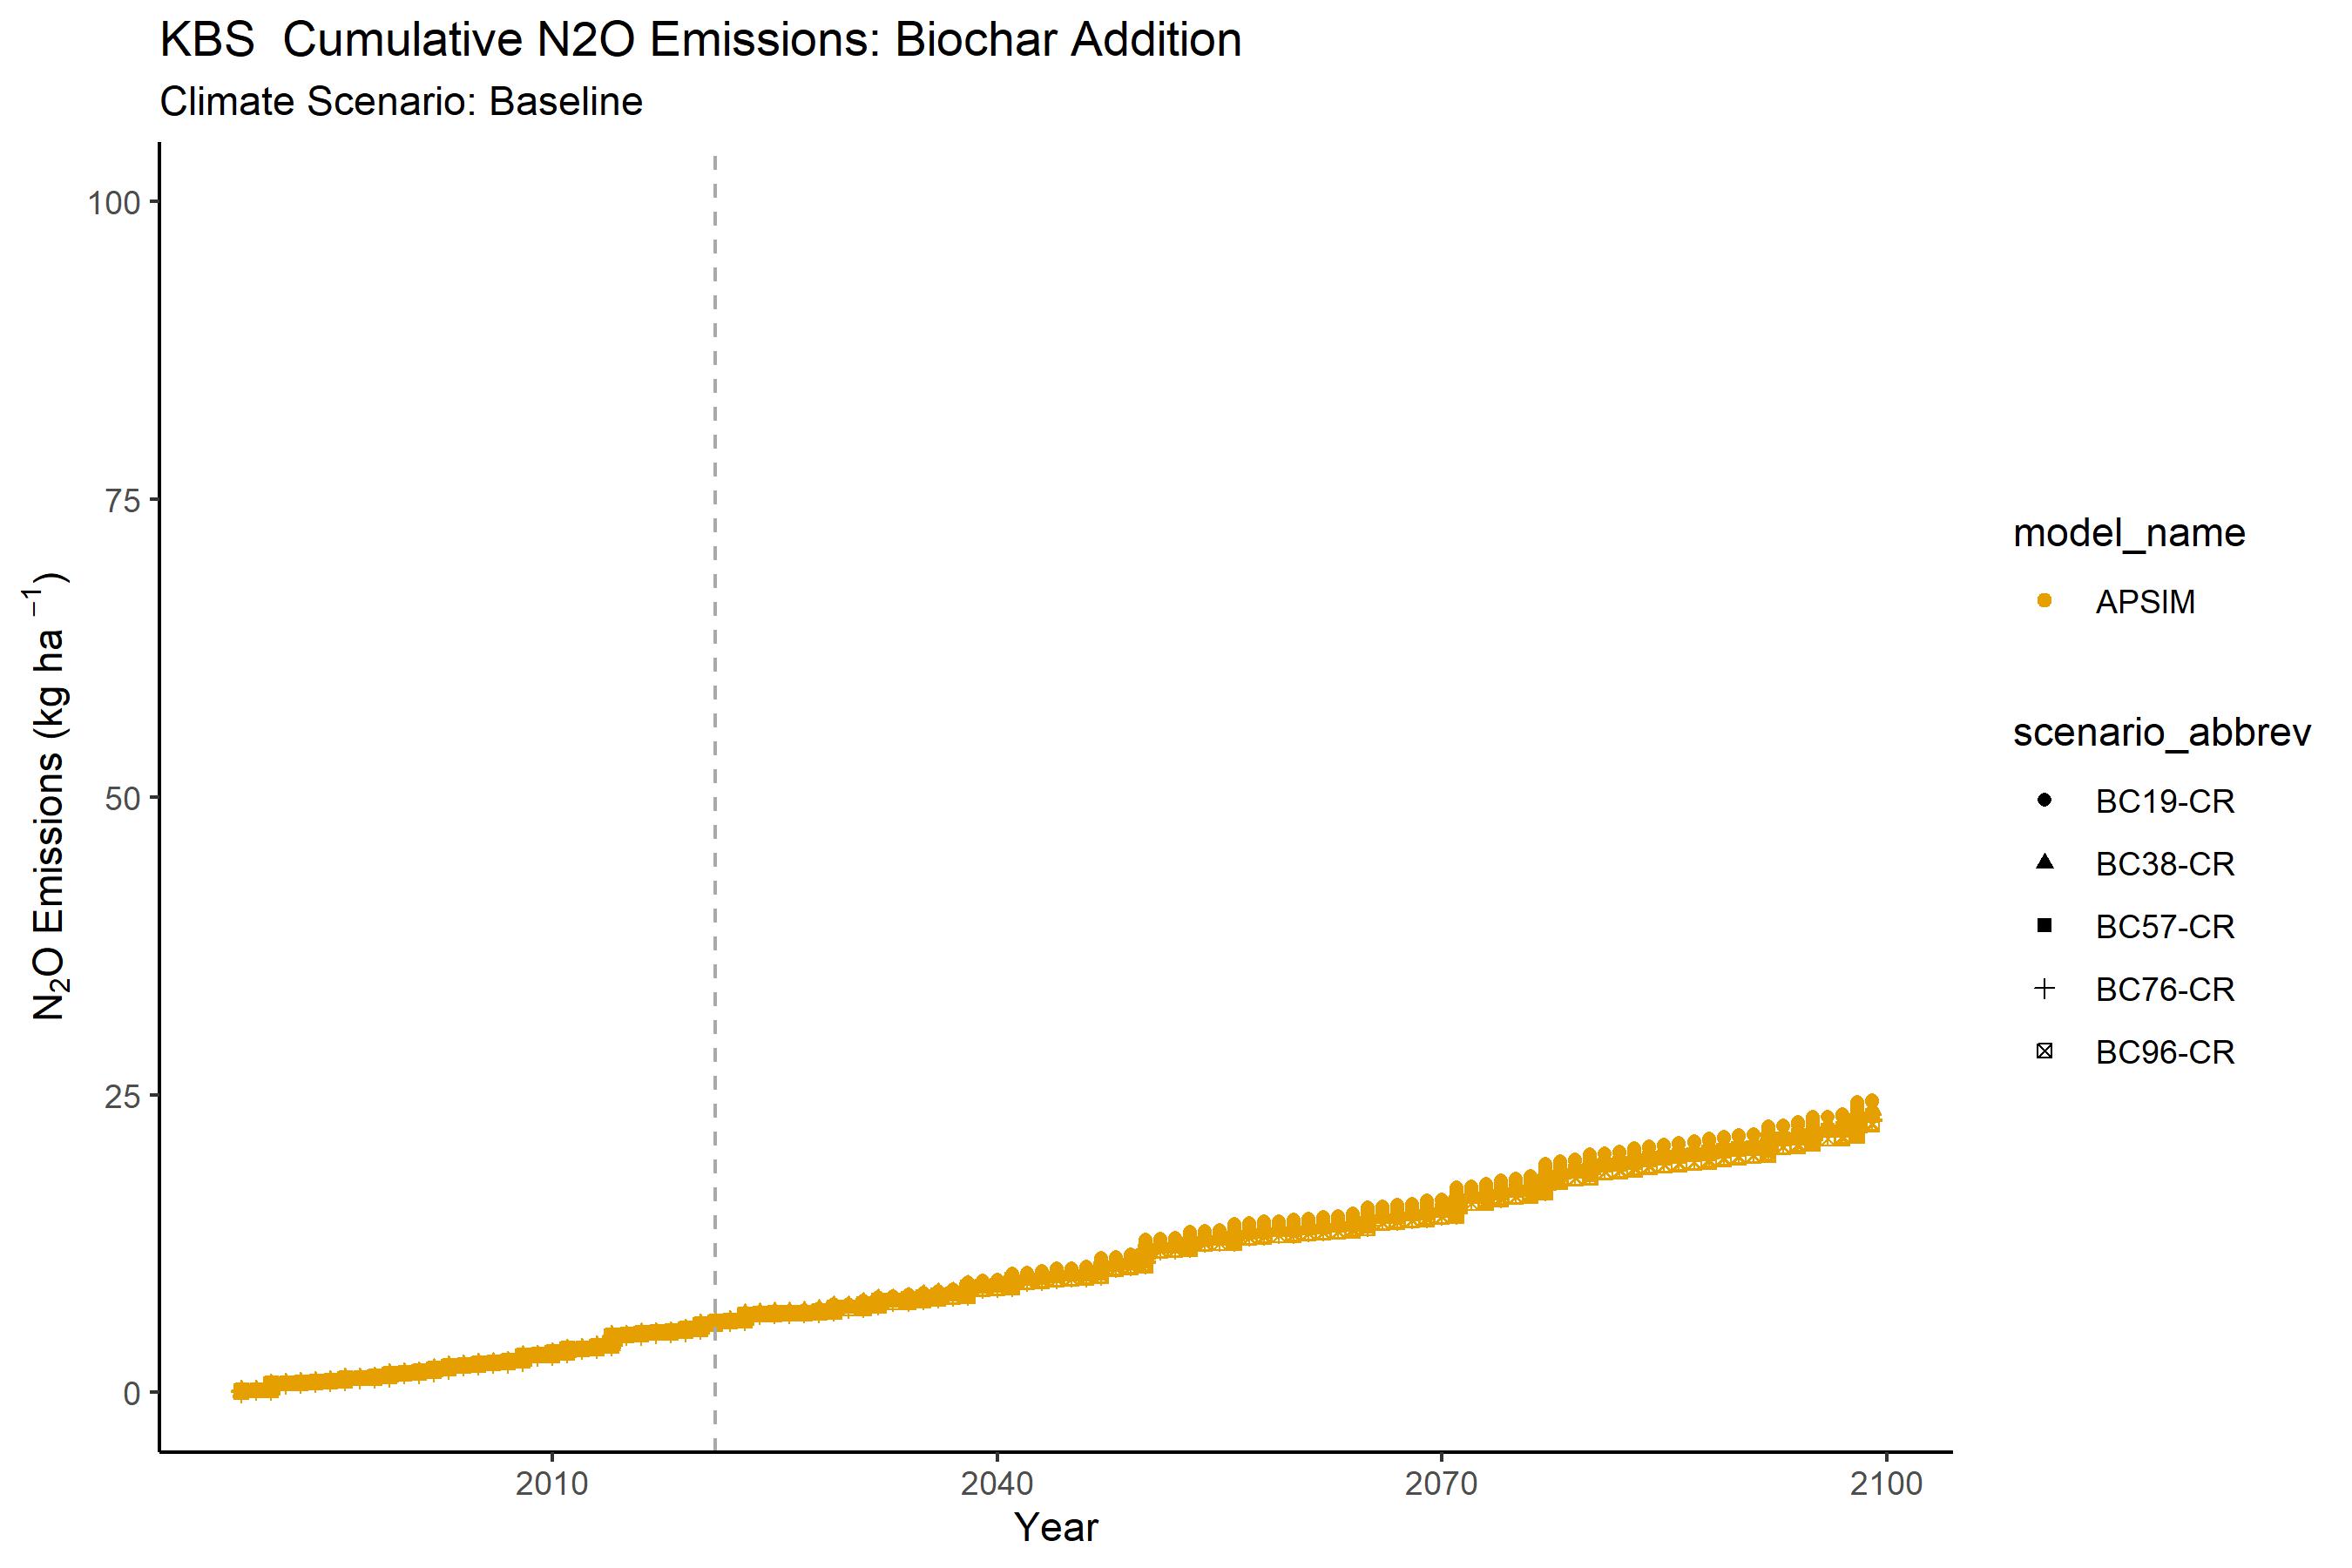 KBS  Cumulative N2O Emissions: Biochar Addition
Climate Scenario: Baseline
N₂O Emissions (kg ha ⁻¹)
100
75
50
25
0
2010 2040 2070 2100
Year
model_name
APSIM
scenario_abbrev
BC19-CR
BC38-CR
BC57-CR
BC76-CR
BC96-CR